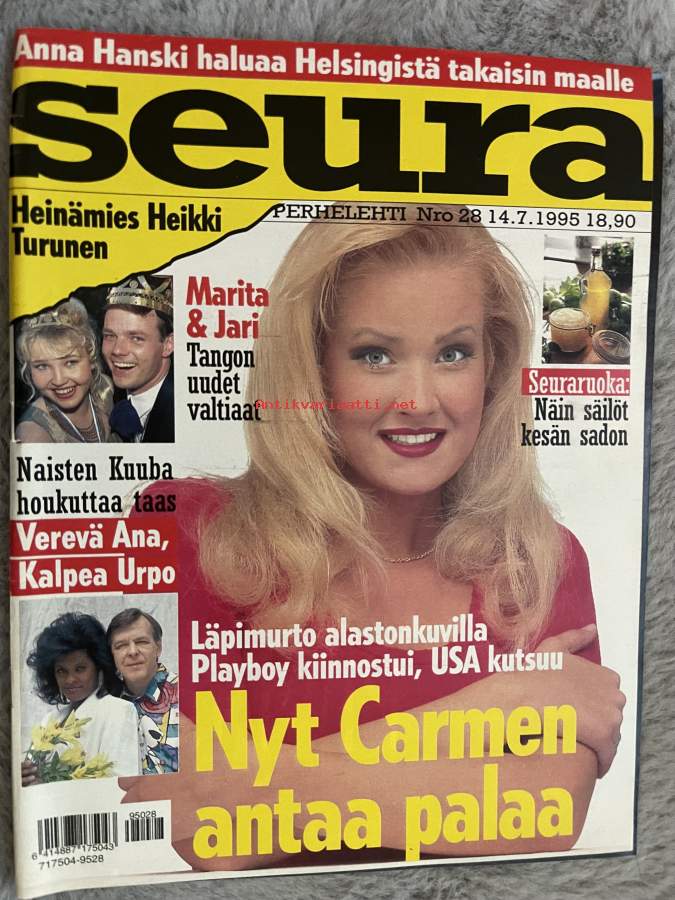 Anna Hanski haluaa Helsingistä takaisin maalle
seura
PERHELEHTI Nro 28 14.7.1995 18,90
Heinämies Heikki
Turunen
Marita
& Jari
Tangon
uudet
valtiaat
Antikvariaatti.net
Seuraruoka:
Näin säilöt
kesän sadon
Naisten Kuuba
houkuttaa taas
Verevä Ana,
Kalpea Urpo
Läpimurto alastonkuvilla
Playboy kiinnostui, USA kutsuu
Nyt Carmen
antaa palaa
95028
6 414887 175043
717504-9528